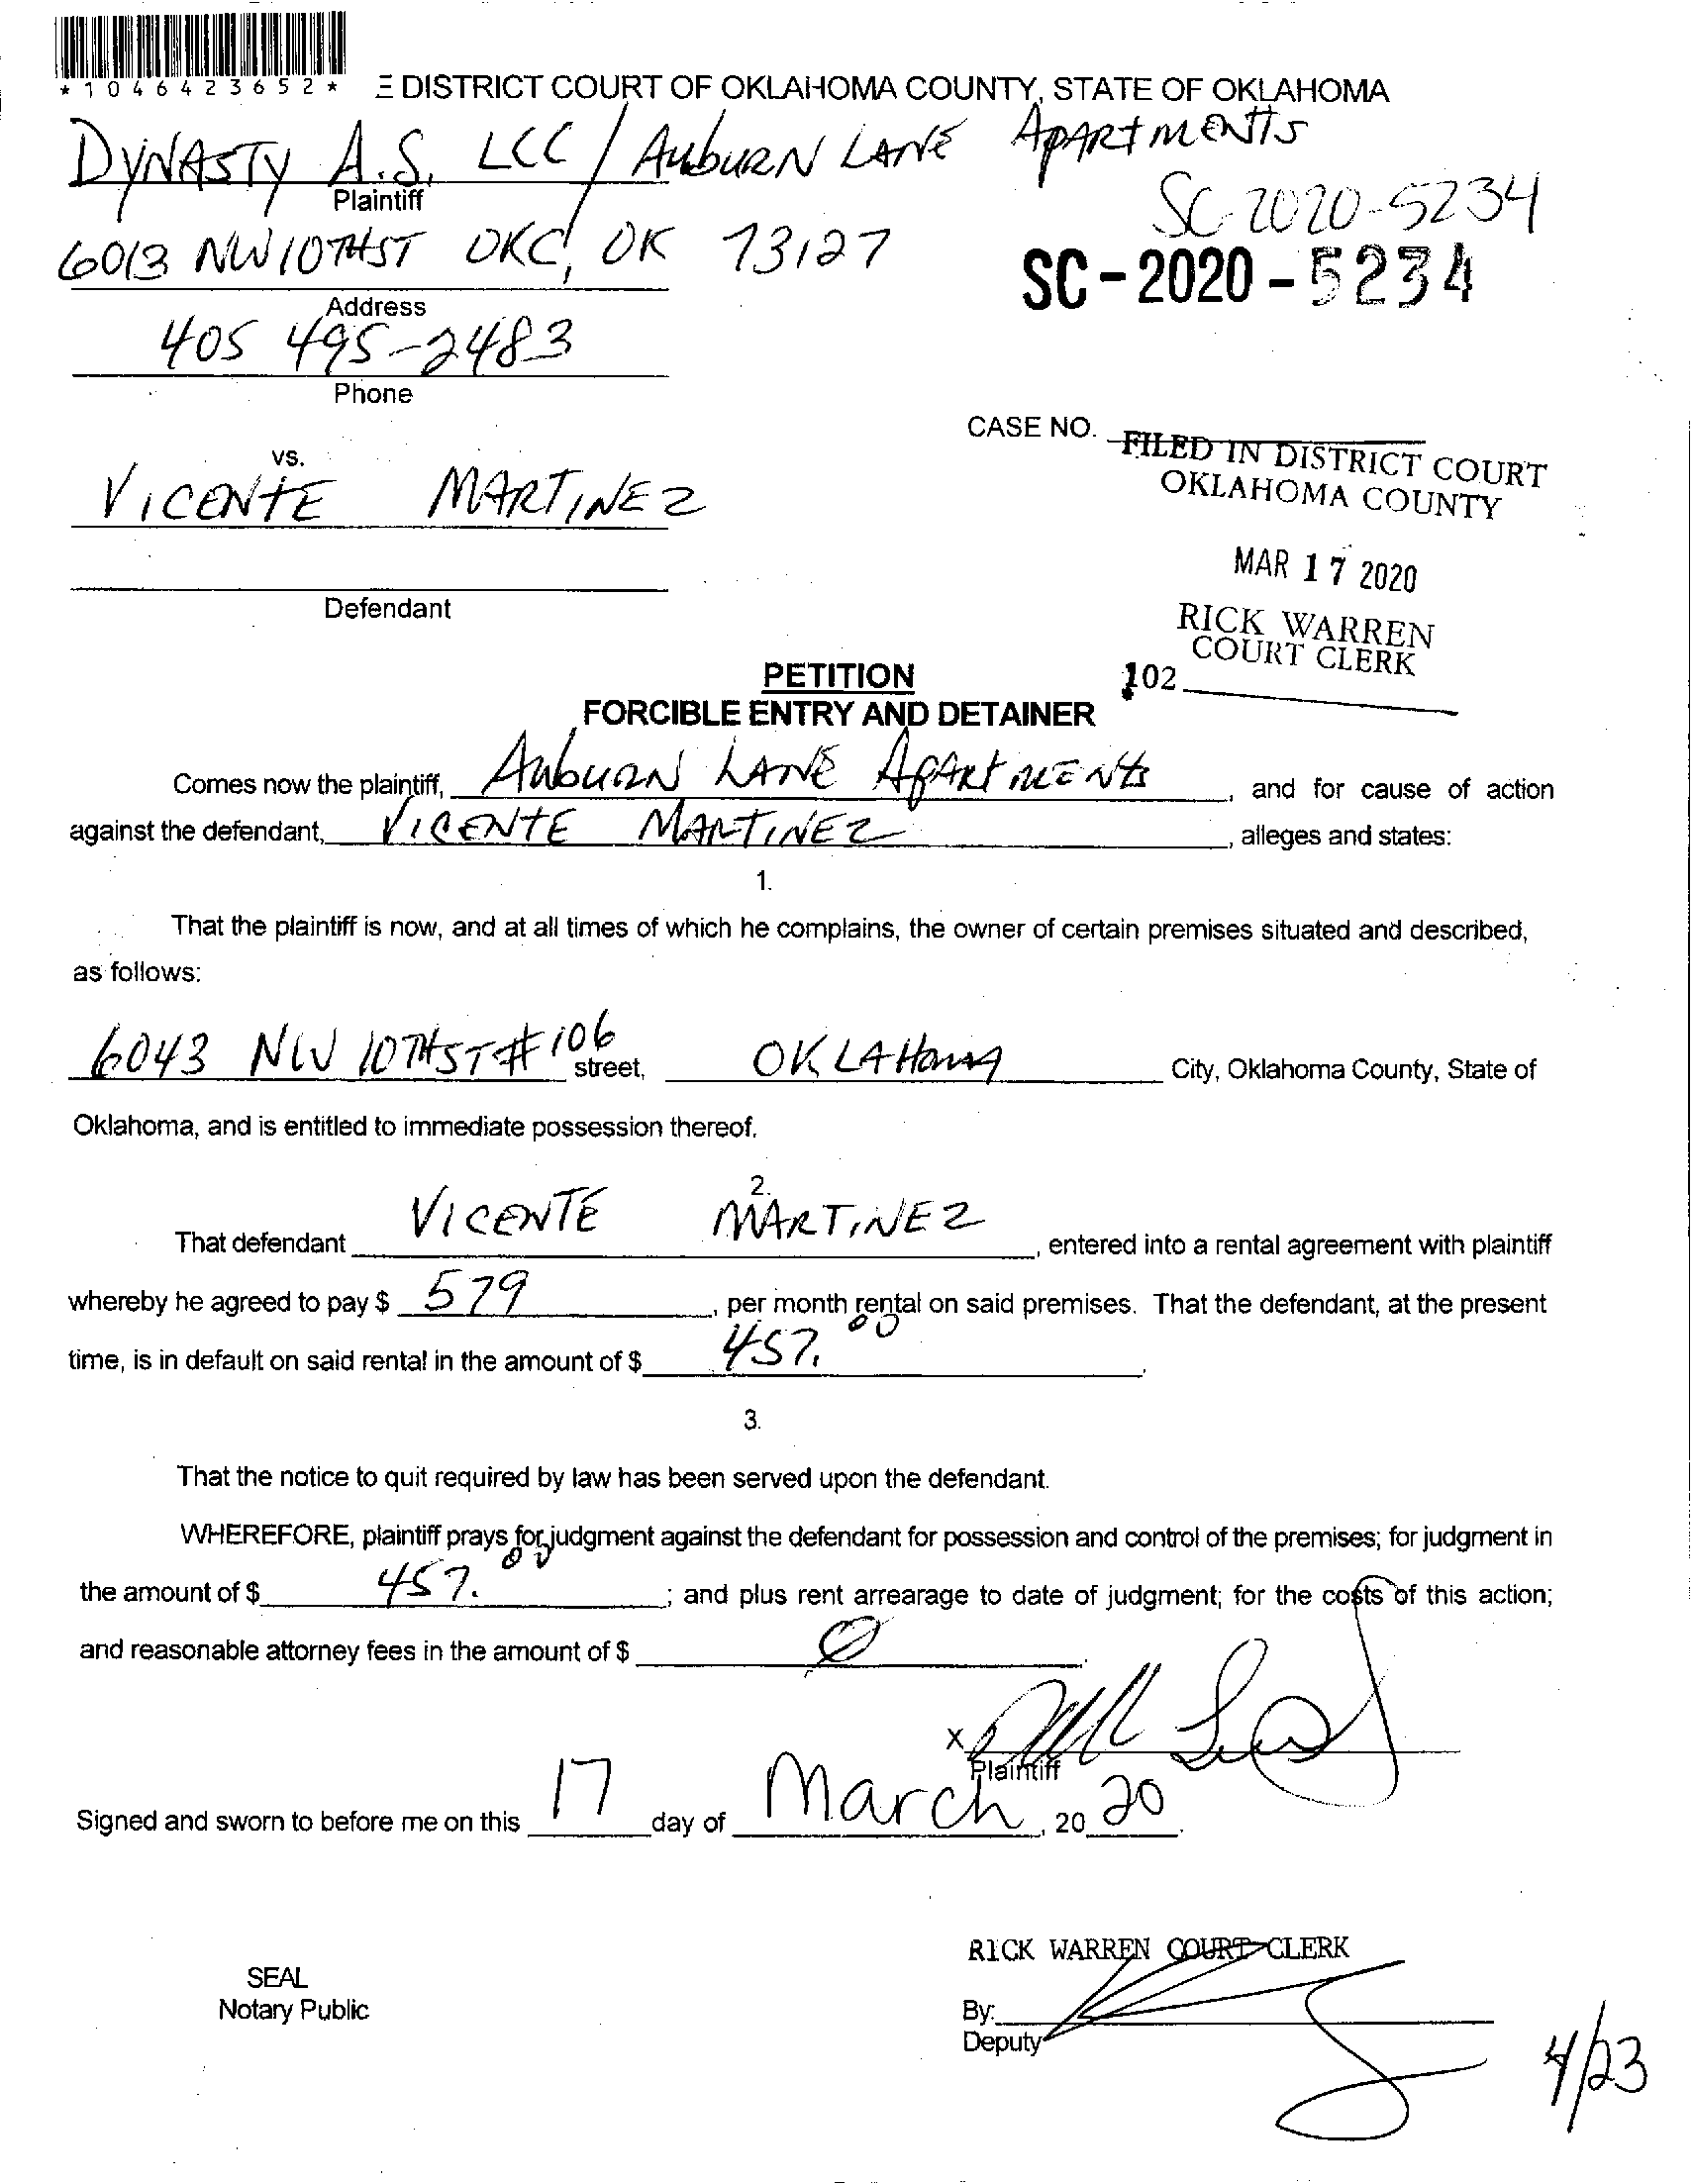 *1046423652*
E DISTRICT COURT OF OKLAHOMA COUNTY, STATE OF OKLAHOMA
DYNASTY A.S. LCC / AubuRN LANE APARTMENTS
Plaintiff
SC-2020-5234
6013 NW 10THST OKC, OK 73127
SC-2020-5234
Address
405 495-2483
Phone
CASE NO.
FILED IN DISTRICT COURT
OKLAHOMA COUNTY
vs.
VICENTE MARTINEZ
MAR 17 2020
Defendant
RICK WARREN
COURT CLERK
102
PETITION
FORCIBLE ENTRY AND DETAINER
Comes now the plaintiff, AubuRN LANE APARTMENTS, and for cause of action
against the defendant, VICENTE MARTINEZ, alleges and states:
1.
That the plaintiff is now, and at all times of which he complains, the owner of certain premises situated and described,
as follows:
6043 NW 10THST #106 street, OKLAHOMA City, Oklahoma County, State of
Oklahoma, and is entitled to immediate possession thereof.
2.
That defendant VICENTE MARTINEZ, entered into a rental agreement with plaintiff
whereby he agreed to pay $ 579, per month rental on said premises. That the defendant, at the present
time, is in default on said rental in the amount of $ 457.00.
3.
That the notice to quit required by law has been served upon the defendant.
WHEREFORE, plaintiff prays for judgment against the defendant for possession and control of the premises; for judgment in
the amount of $ 457.00; and plus rent arrearage to date of judgment; for the costs of this action;
and reasonable attorney fees in the amount of $ 0.
X
Plaintiff
Signed and sworn to before me on this 17 day of March, 20 20.
RICK WARREN COURT CLERK
SEAL
Notary Public
By:
Deputy
4/23